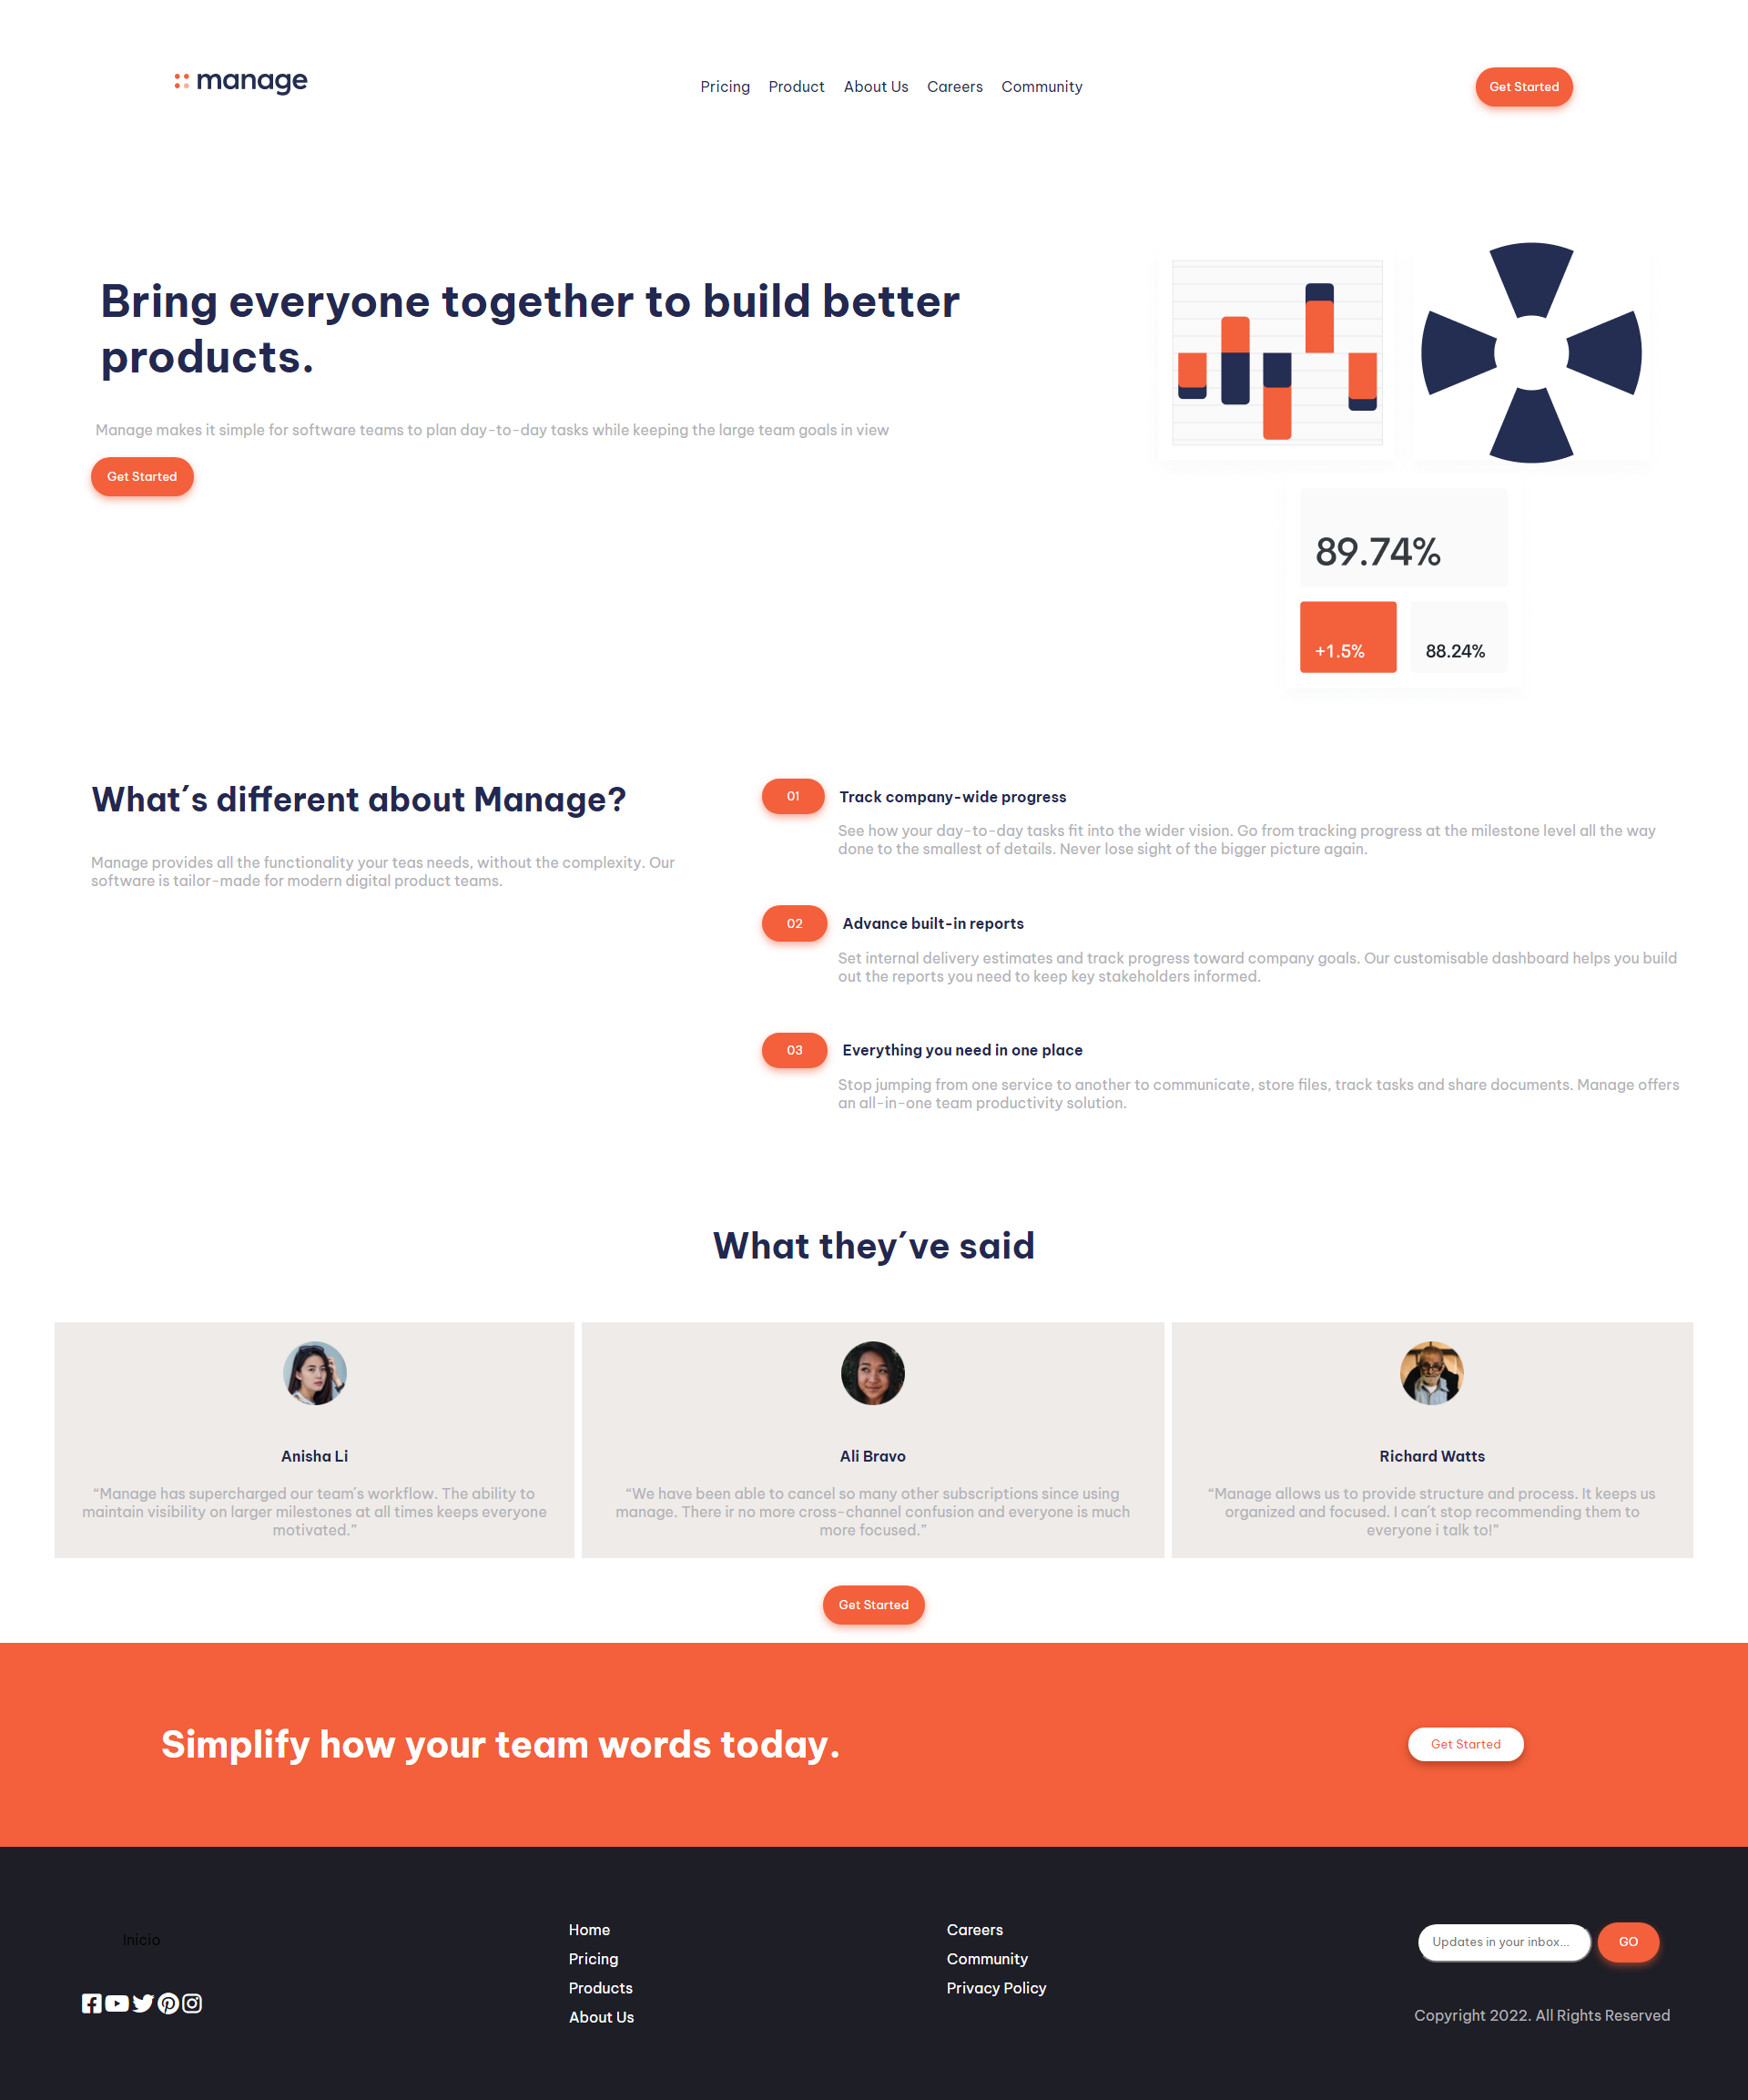 manage
Pricing Product About Us Careers Community
Get Started
Bring everyone together to build better
products.
Manage makes it simple for software teams to plan day-to-day tasks while keeping the large team goals in view
Get Started
89.74%
+1.5%
88.24%
What´s different about Manage?
Manage provides all the functionality your teas needs, without the complexity. Our
software is tailor-made for modern digital product teams.
01 Track company-wide progress
See how your day-to-day tasks fit into the wider vision. Go from tracking progress at the milestone level all the way
done to the smallest of details. Never lose sight of the bigger picture again.
02 Advance built-in reports
Set internal delivery estimates and track progress toward company goals. Our customisable dashboard helps you build
out the reports you need to keep key stakeholders informed.
03 Everything you need in one place
Stop jumping from one service to another to communicate, store files, track tasks and share documents. Manage offers
an all-in-one team productivity solution.
What they´ve said
Anisha Li
“Manage has supercharged our team´s workflow. The ability to
maintain visibility on larger milestones at all times keeps everyone
motivated.”
Ali Bravo
“We have been able to cancel so many other subscriptions since using
manage. There ir no more cross-channel confusion and everyone is much
more focused.”
Richard Watts
“Manage allows us to provide structure and process. It keeps us
organized and focused. I can´t stop recommending them to
everyone i talk to!”
Get Started
Simplify how your team words today.
Get Started
Inicio
Home
Pricing
Products
About Us
Careers
Community
Privacy Policy
Updates in your inbox...
GO
Copyright 2022. All Rights Reserved